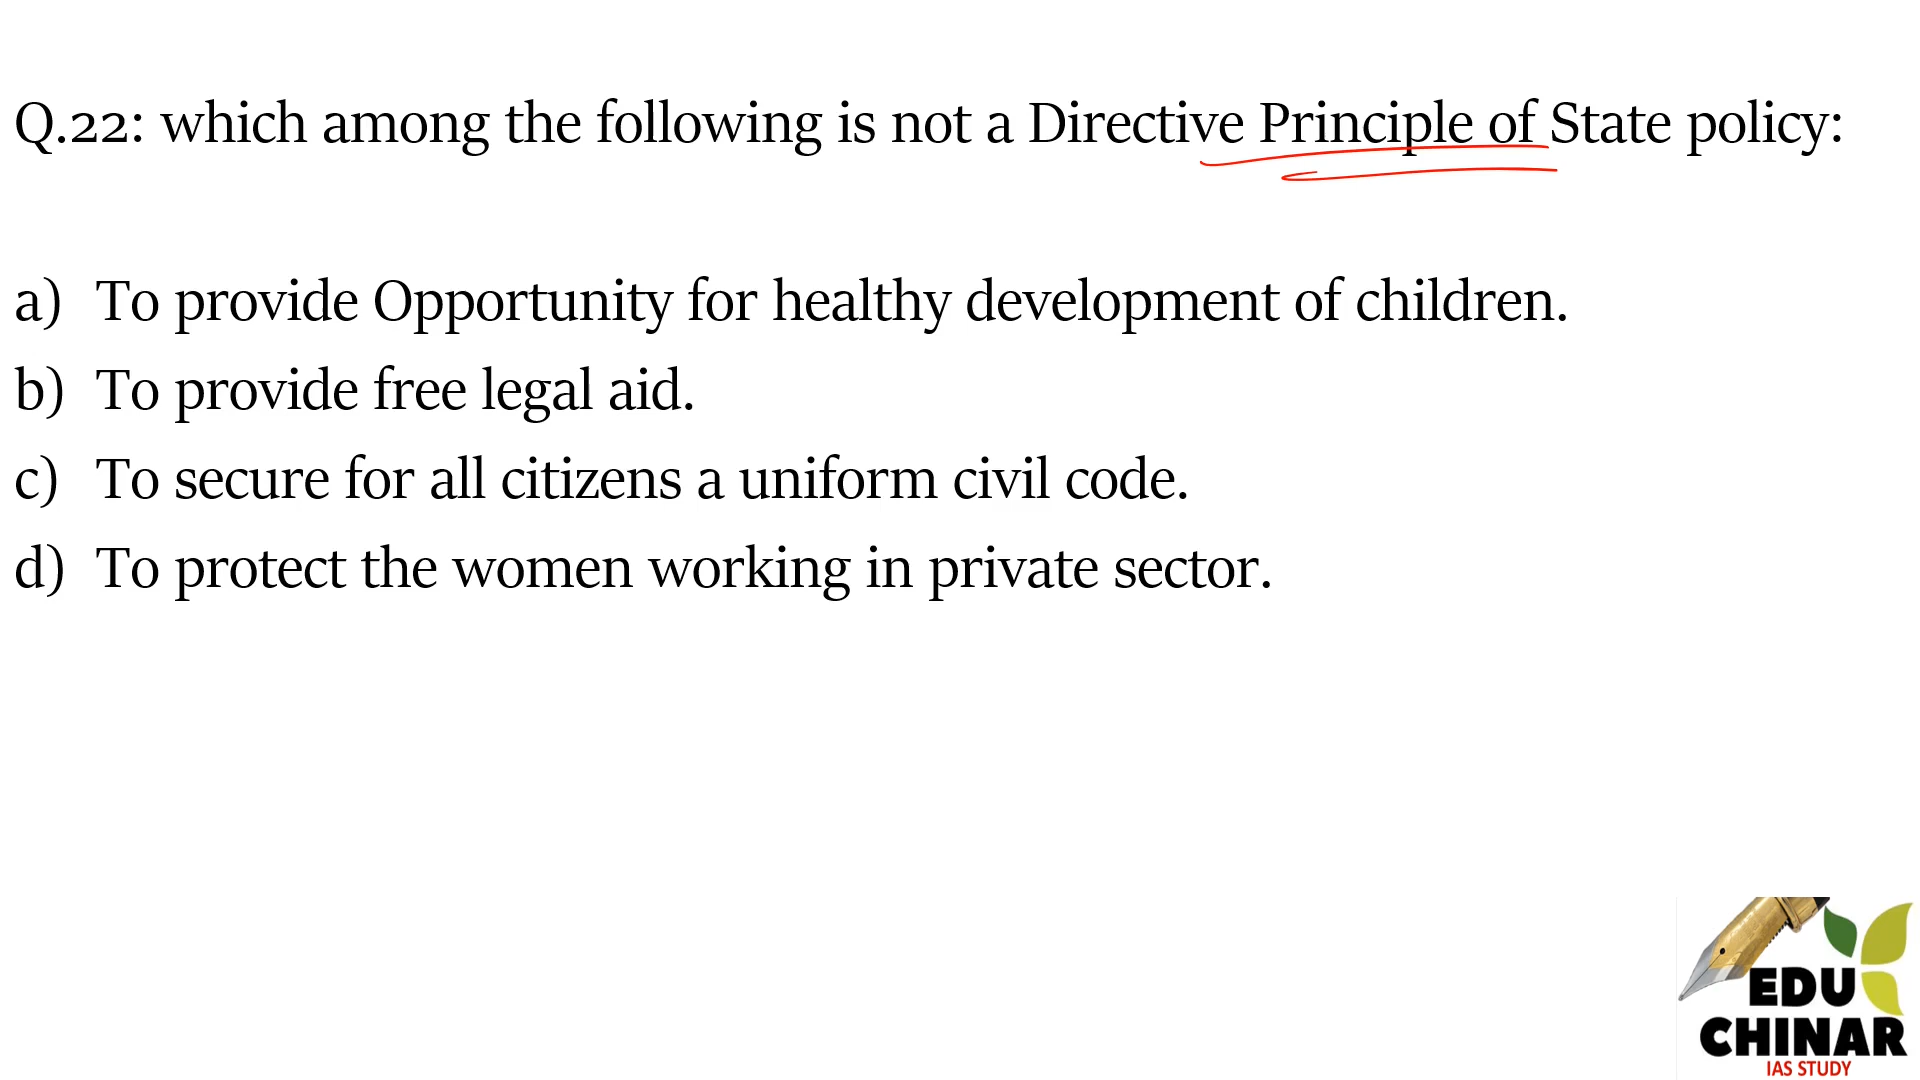 Q.22: which among the following is not a Directive Principle of State policy:
a) To provide Opportunity for healthy development of children.
b) To provide free legal aid.
c) To secure for all citizens a uniform civil code.
d) To protect the women working in private sector.
EDU
CHINAR
IAS STUDY